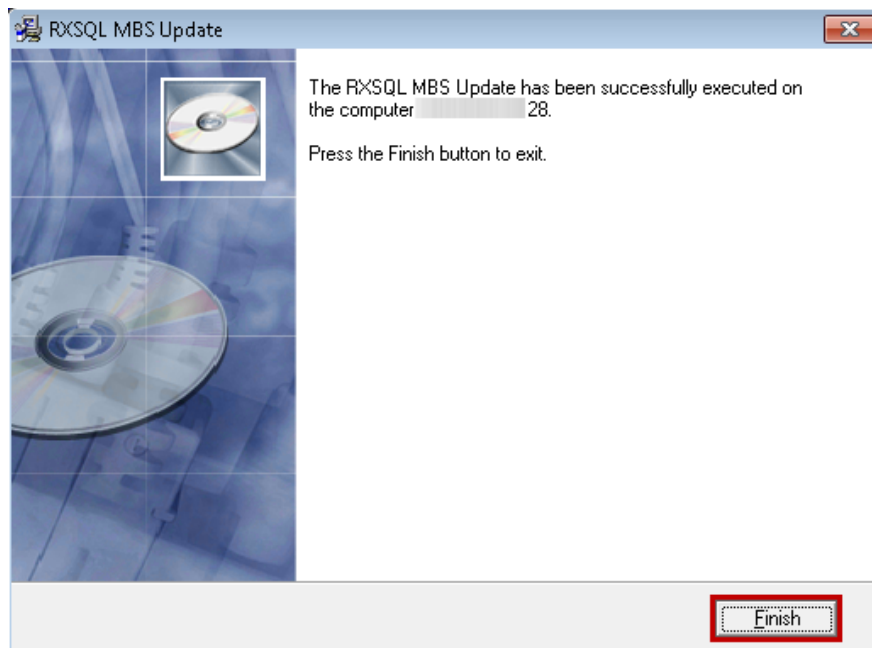 RXSQL MBS Update
The RXSQL MBS Update has been successfully executed on
the computer 28.
Press the Finish button to exit.
Finish